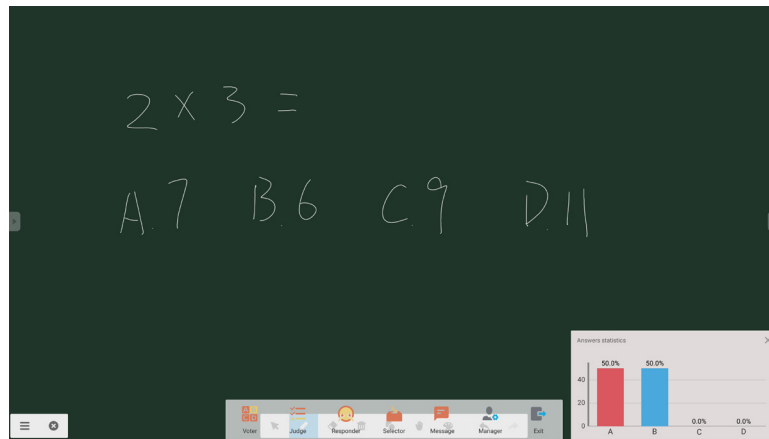 2 × 3 =
A.7 B.6 C.9 D.11
Answers statistics
50.0% 50.0% 0.0% 0.0%
40
20
0
A B C D
A B
C D
Voter Judge Responder Selector Message Manager Exit